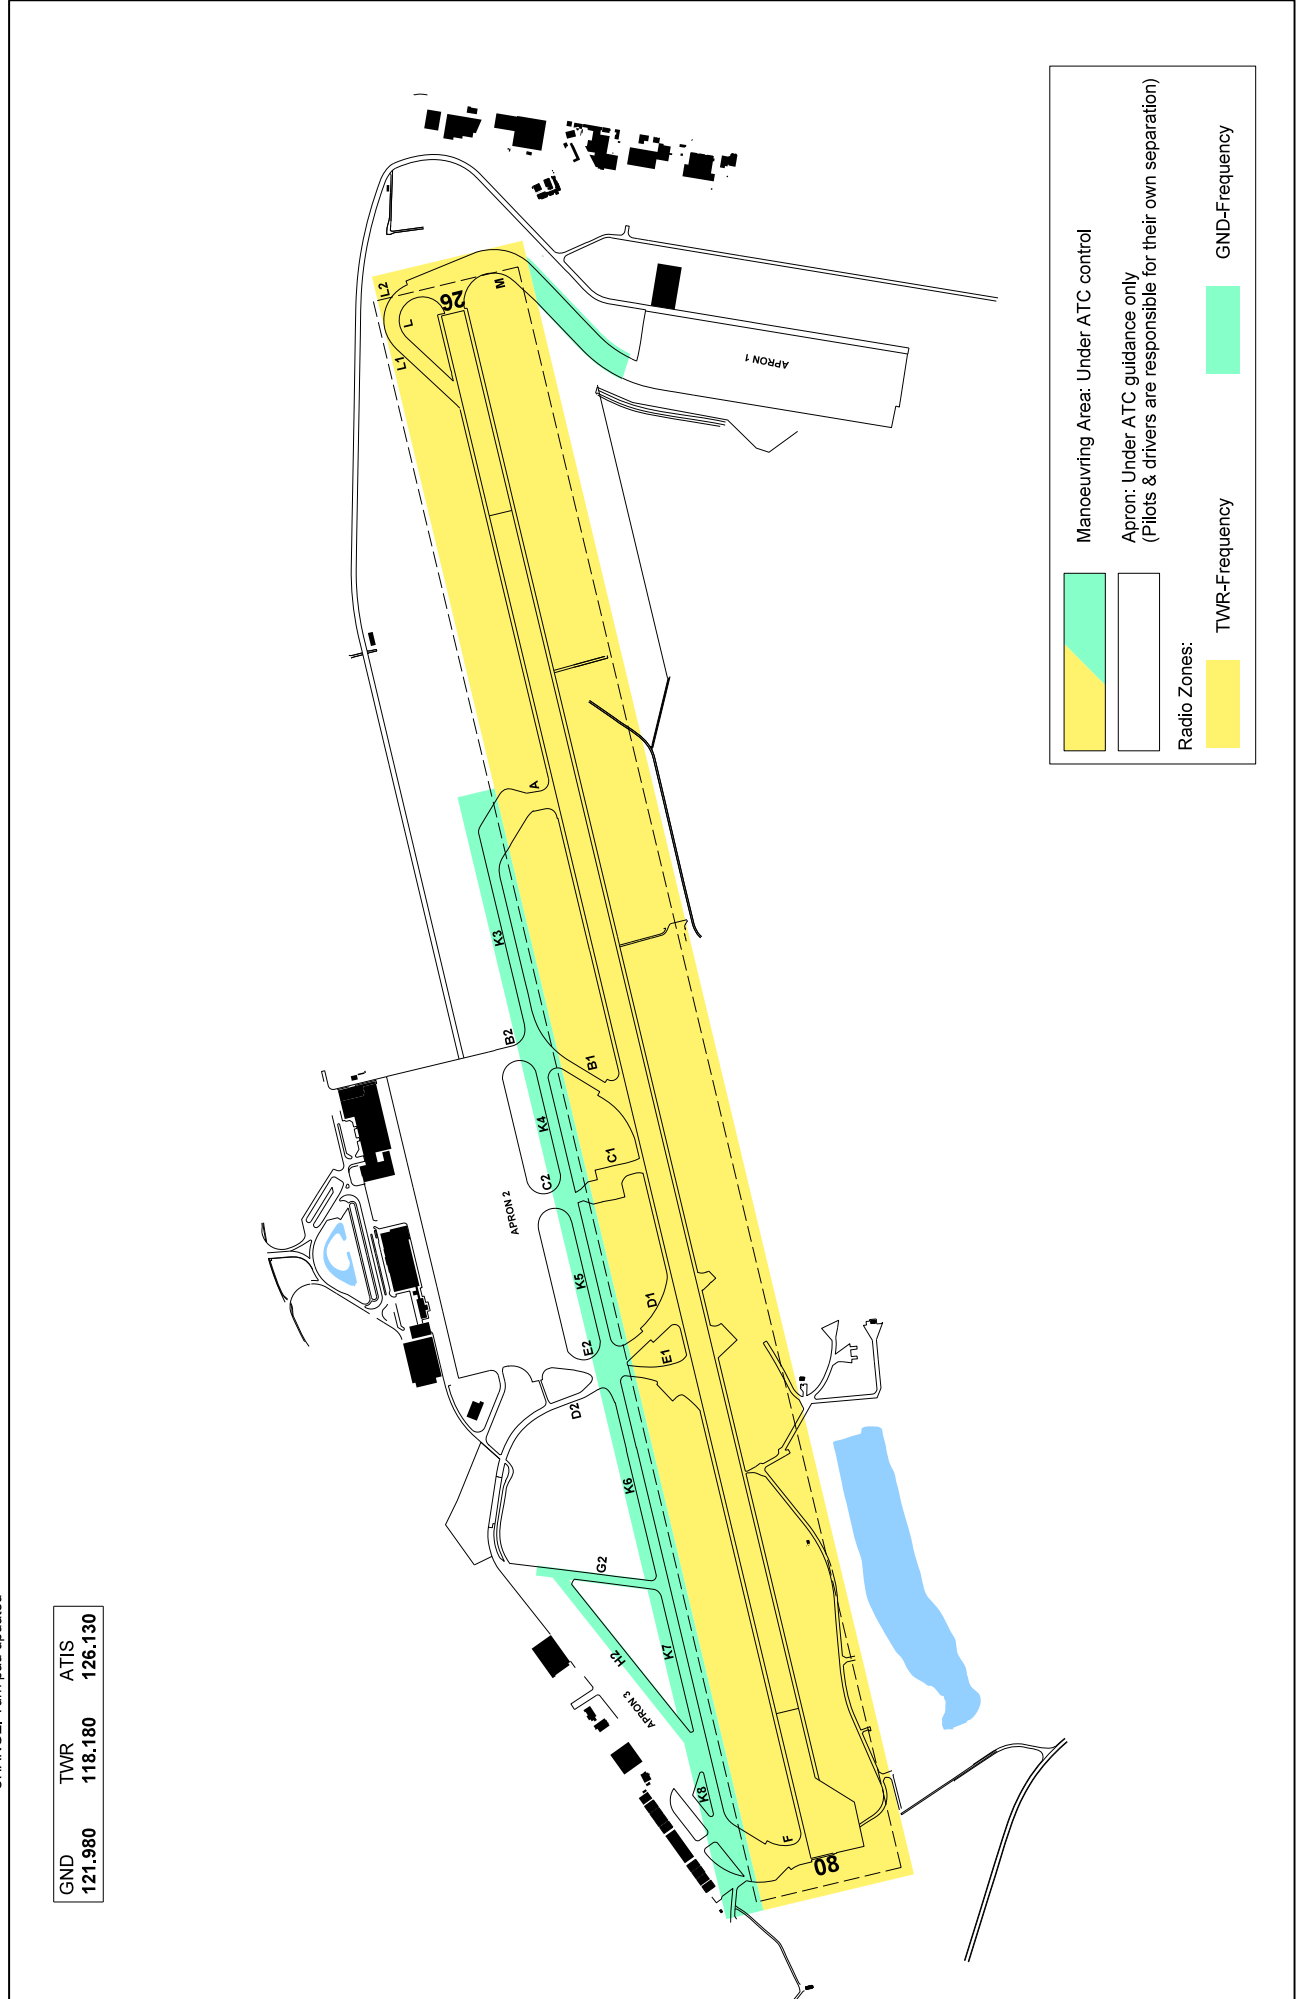 GND TWR ATIS
121.980 118.180 126.130
L2
L
L1
26
M
APRON 1
A
K3
B2
B1
K4
C2
C1
APRON 2
K5
D1
E2
E1
D2
K6
G2
H2
K7
APRON 3
K8
F
08
Manoeuvring Area: Under ATC control
Apron: Under ATC guidance only
(Pilots & drivers are responsible for their own separation)
Radio Zones:
TWR-Frequency GND-Frequency